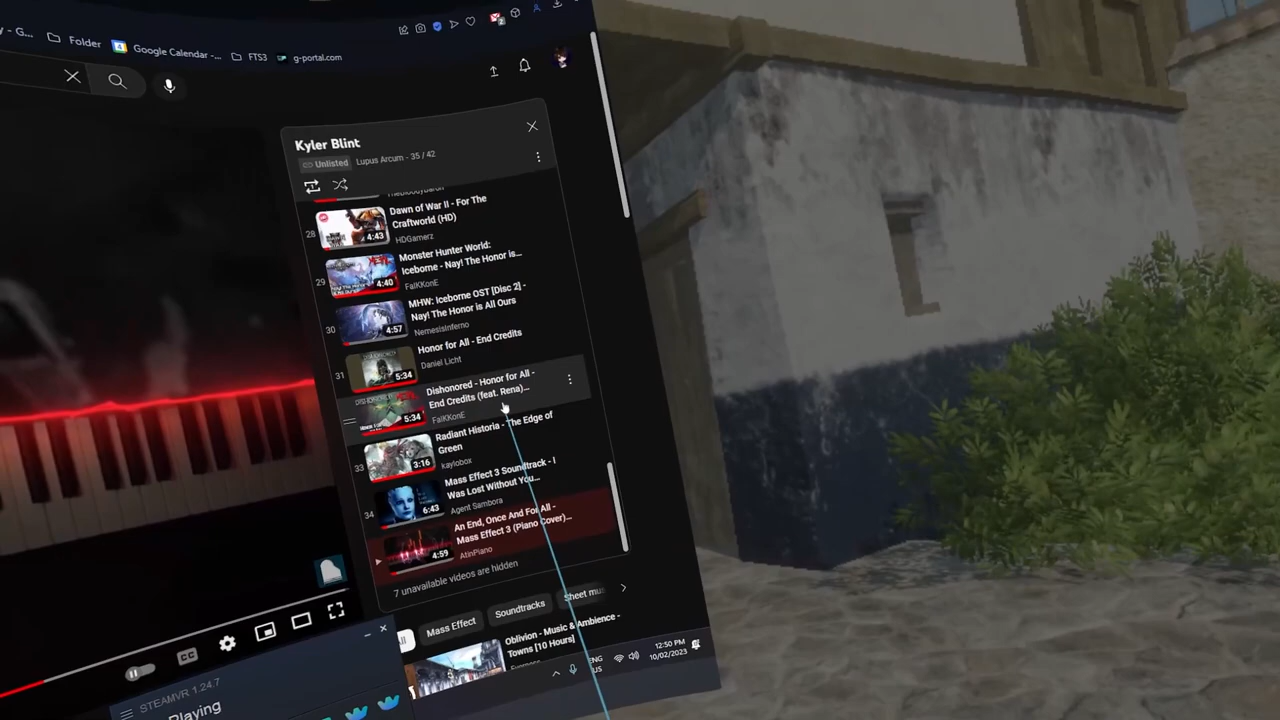 y - G...
Folder
4
Google Calendar -...
FTS3
g-portal.com
2
Kyler Blint
Unlisted
Lupus Arcum - 35 / 42
28
Dawn of War II - For The
Craftworld (HD)
HDGamerz
4:43
29
Monster Hunter World:
Iceborne - Nay! The Honor is...
FalKKonE
4:40
30
MHW: Iceborne OST [Disc 2] -
Nay! The Honor is All Ours
NemesisInferno
4:57
31
Honor for All - End Credits
Daniel Licht
5:34
Dishonored - Honor for All -
End Credits (feat. Rena)...
FalKKonE
5:34
33
Radiant Historia - The Edge of
Green
kaylobox
3:16
34
Mass Effect 3 Soundtrack - I
Was Lost Without You...
Agent Sambora
6:43
An End, Once And For All -
Mass Effect 3 (Piano Cover)...
AtinPiano
4:59
7 unavailable videos are hidden
Mass Effect
Soundtracks
Sheet mus
Oblivion - Music & Ambience -
Towns [10 Hours]
CC
STEAMVR 1.24.7
Playing
ENG
US
12:50 PM
10/02/2023